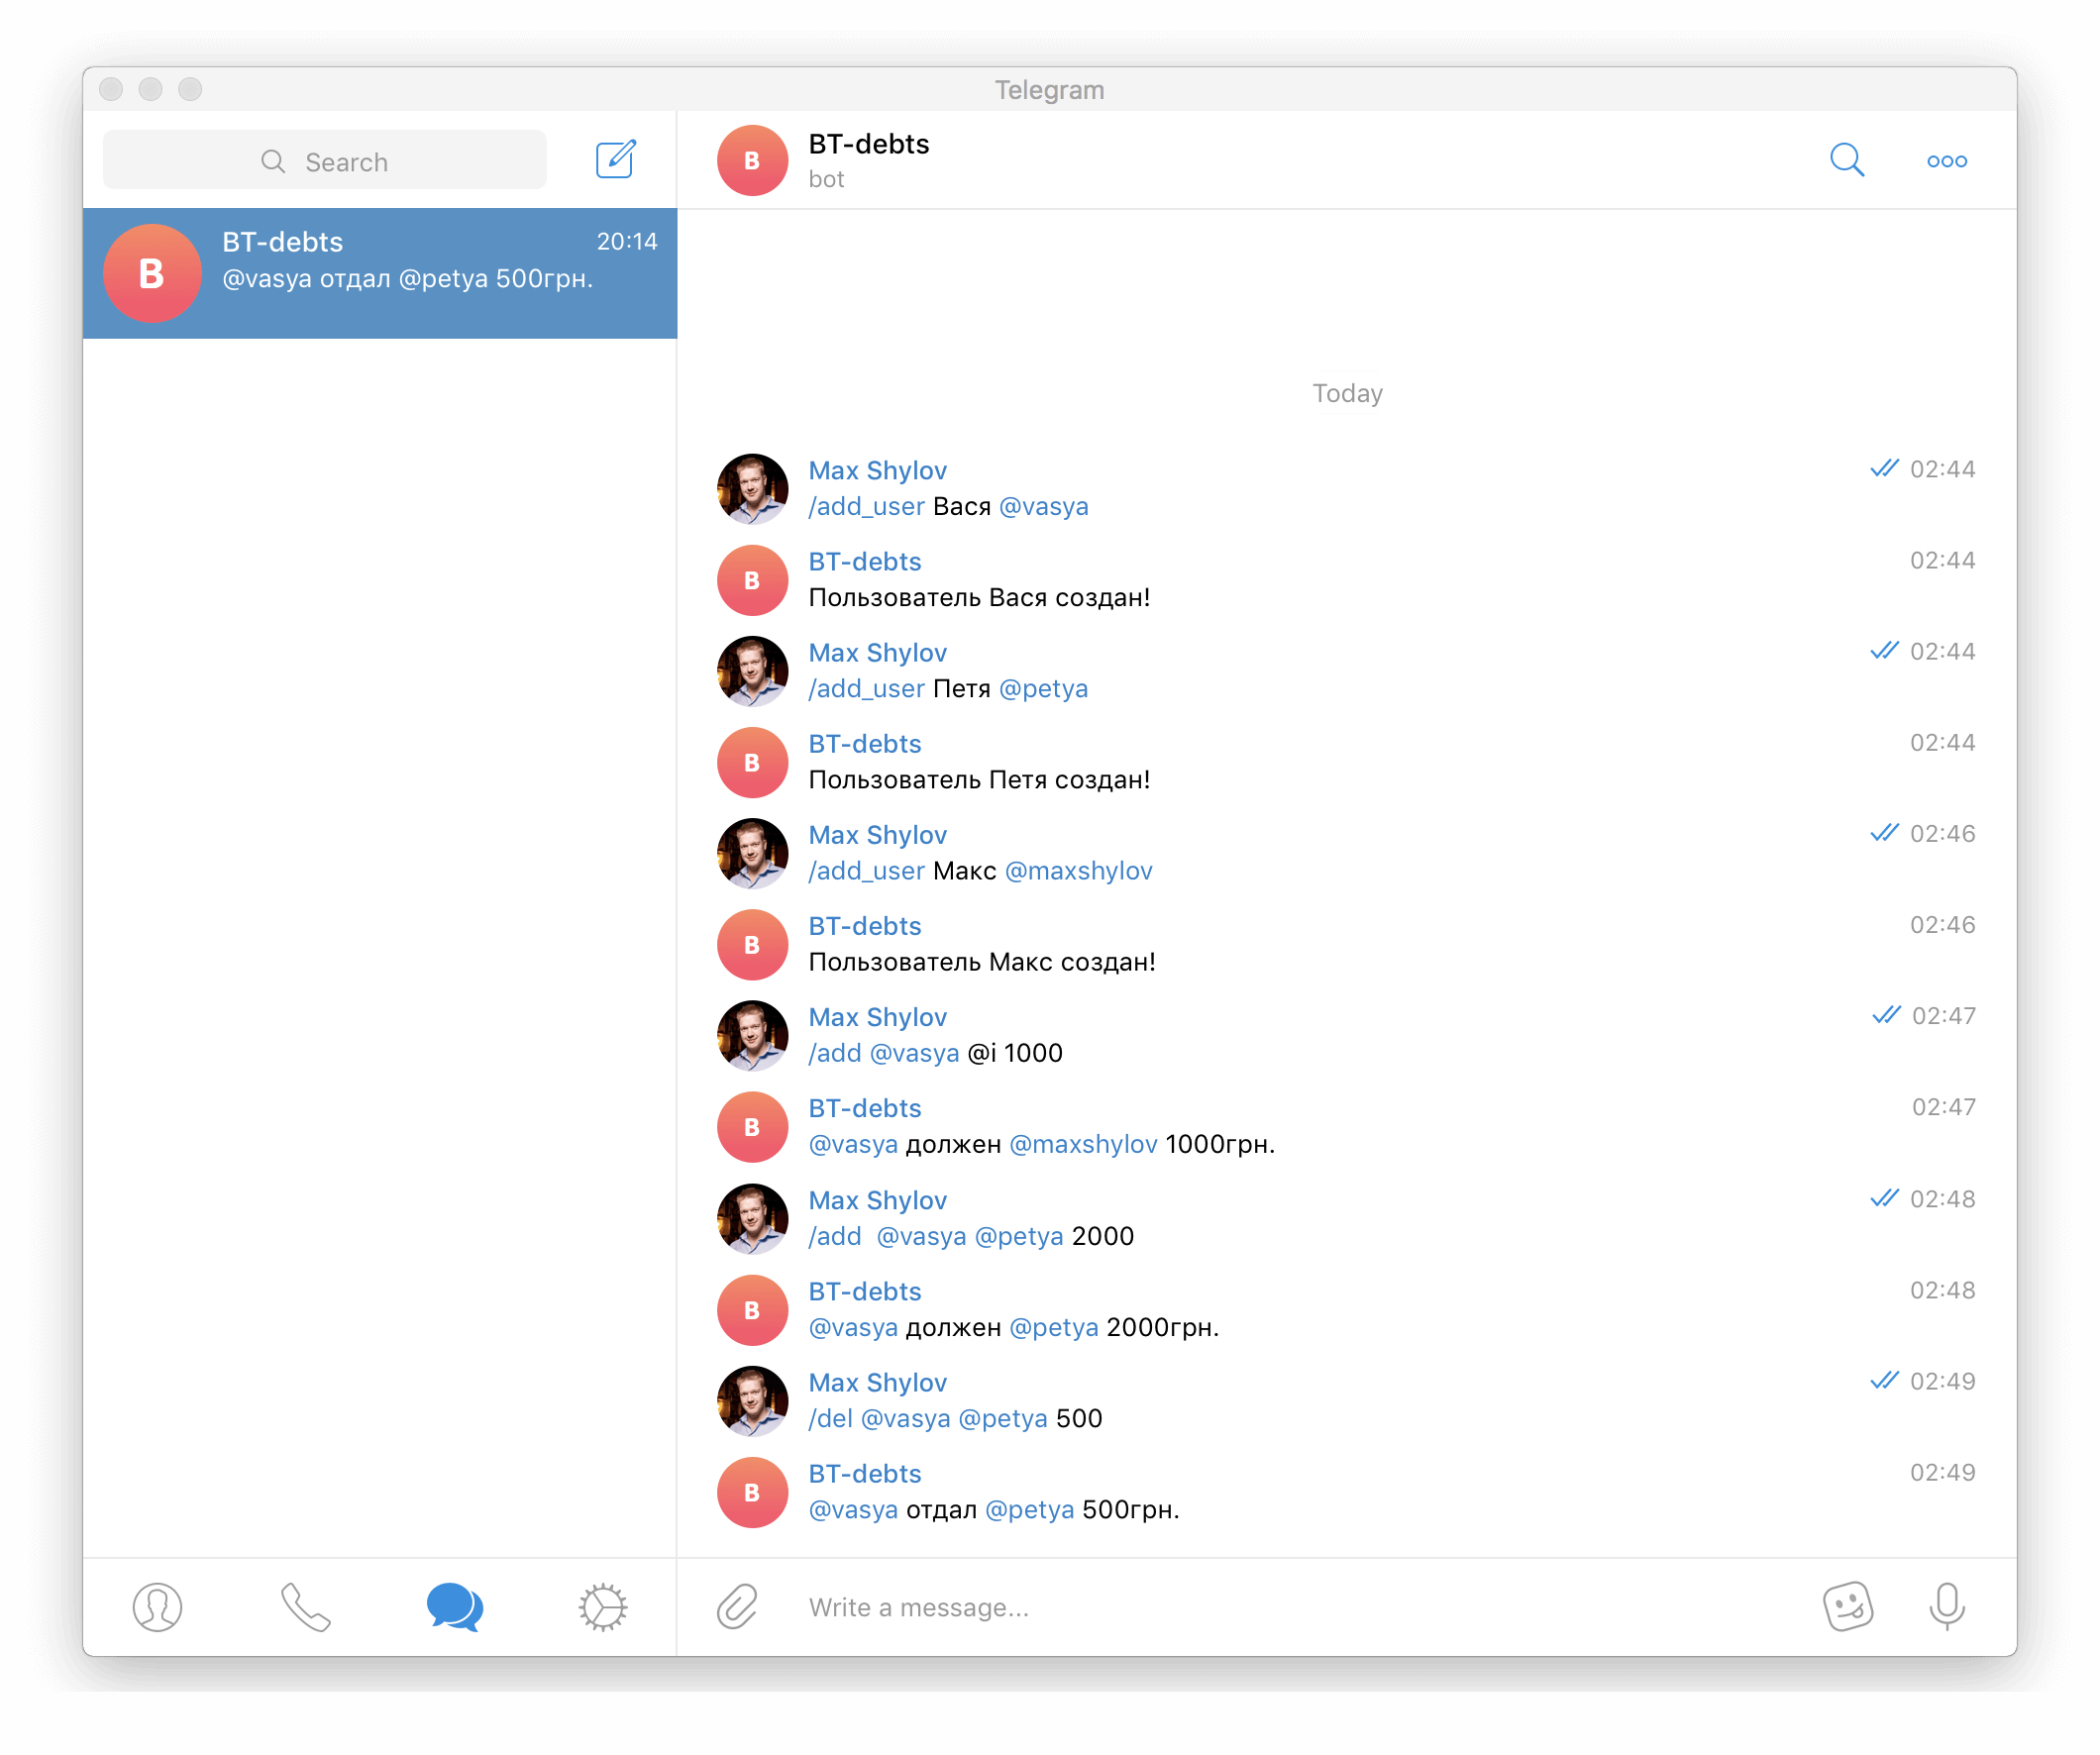 Telegram
Search
BT-debts
bot
B
BT-debts 20:14
@vasya отдал @petya 500грн.
B
Today
Max Shylov 02:44
/add_user Вася @vasya
B
BT-debts 02:44
Пользователь Вася создан!
Max Shylov 02:44
/add_user Петя @petya
B
BT-debts 02:44
Пользователь Петя создан!
Max Shylov 02:46
/add_user Макс @maxshylov
B
BT-debts 02:46
Пользователь Макс создан!
Max Shylov 02:47
/add @vasya @i 1000
B
BT-debts 02:47
@vasya должен @maxshylov 1000грн.
Max Shylov 02:48
/add  @vasya @petya 2000
B
BT-debts 02:48
@vasya должен @petya 2000грн.
Max Shylov 02:49
/del @vasya @petya 500
B
BT-debts 02:49
@vasya отдал @petya 500грн.
Write a message...